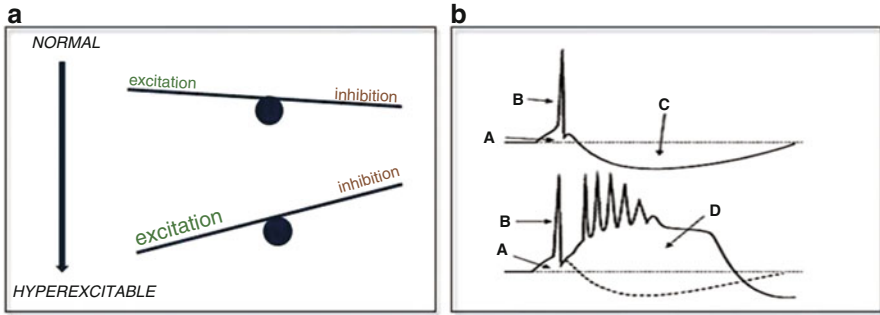 a
NORMAL
excitation
inhibition
inhibition
excitation
HYPEREXCITABLE
b
B
C
A
B
D
A